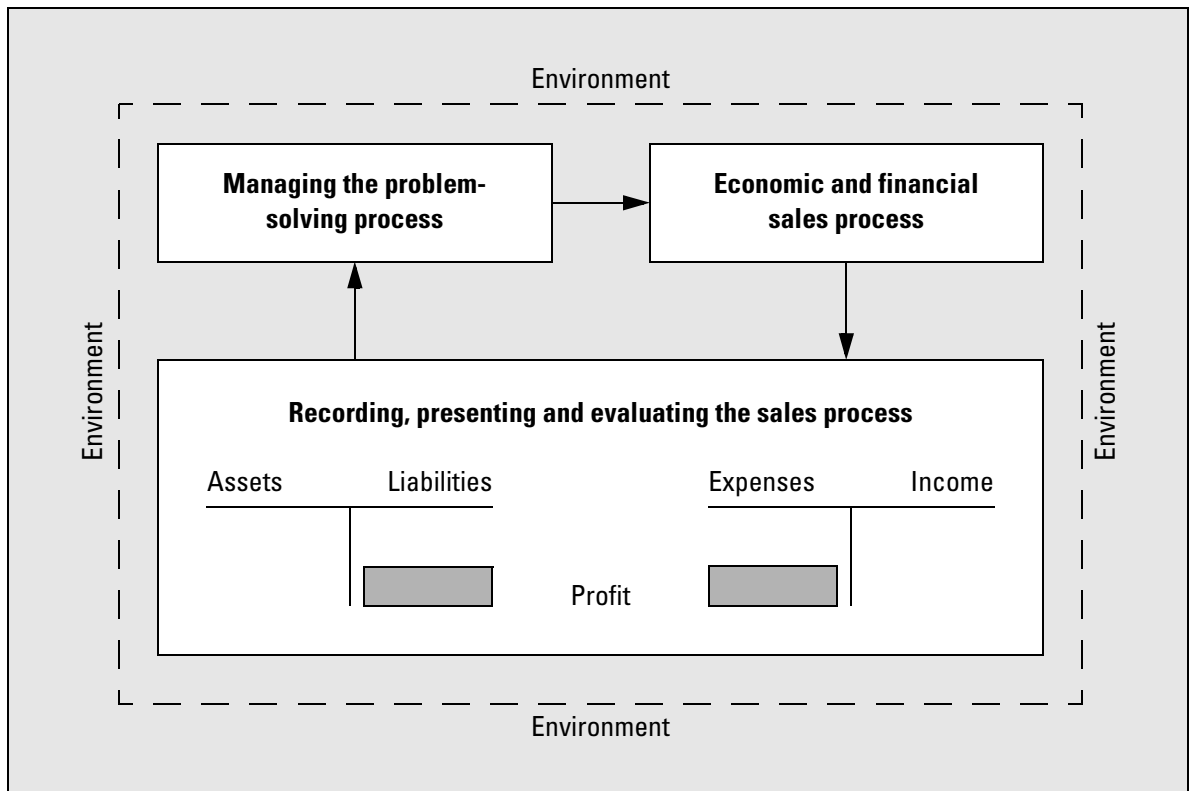 Environment
Managing the problem-
solving process
Economic and financial
sales process
Environment
Environment
Recording, presenting and evaluating the sales process
Assets Liabilities Expenses Income
Profit
Environment